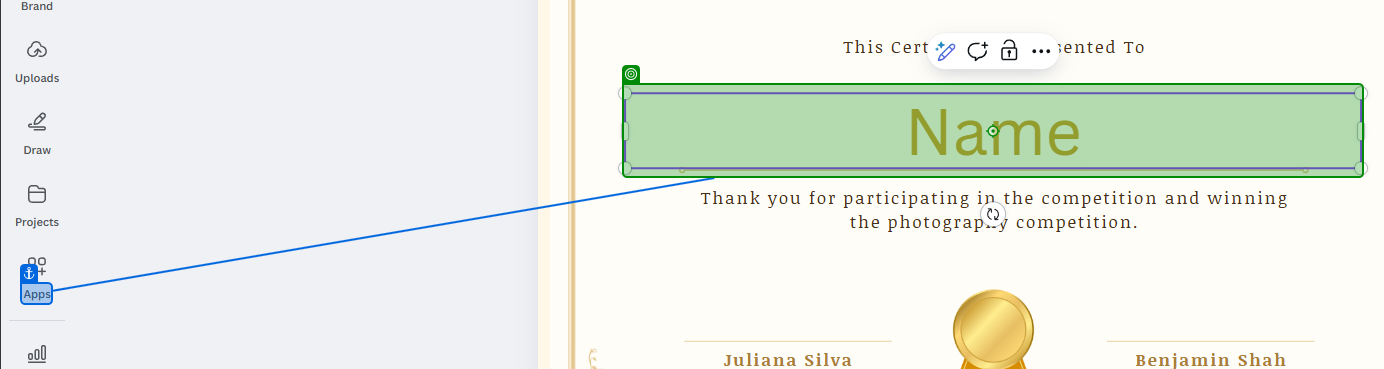 Brand
Uploads
Draw
Projects
Apps
This Cert sented To
Name
Thank you for participating in the competition and winning
the photography competition.
Juliana Silva
Benjamin Shah